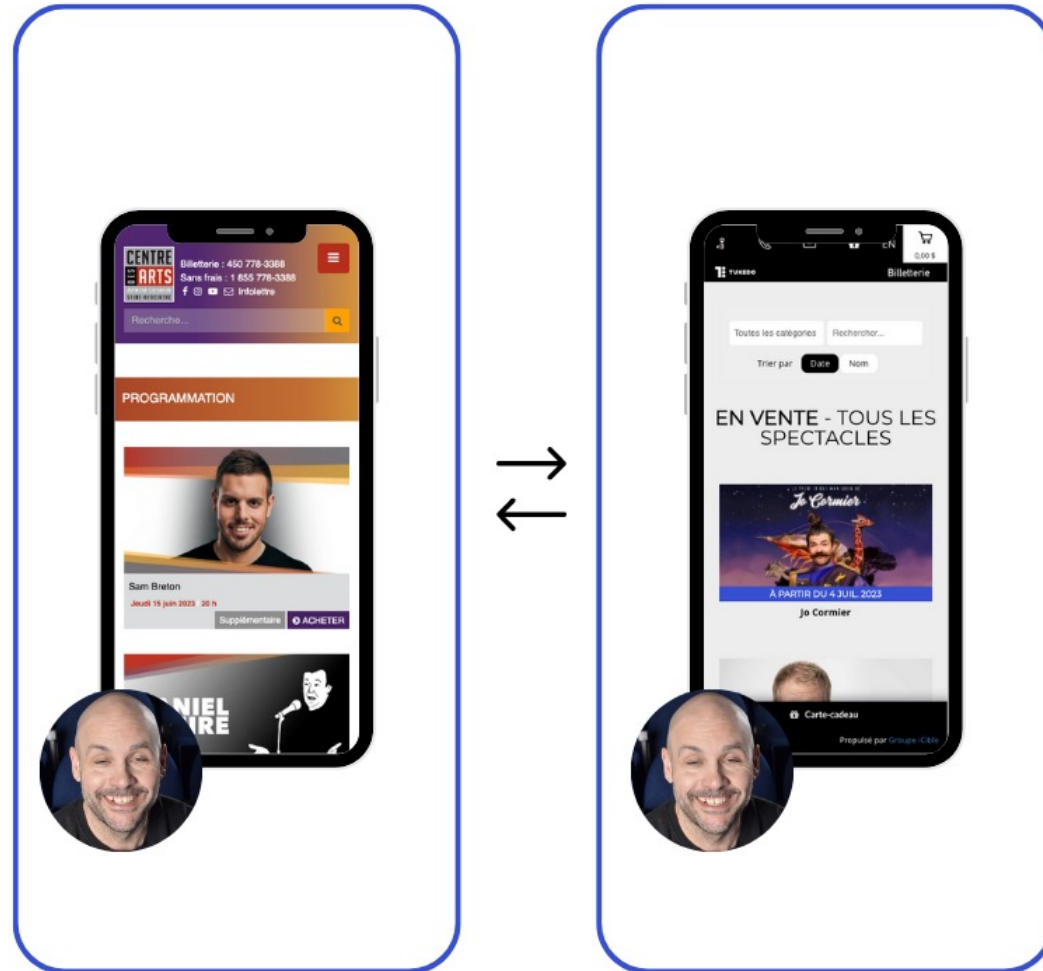 CENTRE
DES
ARTS
Billetterie : 450 778-3388
Sans frais : 1 855 778-3388
Infolettre
Recherche...
PROGRAMMATION
Sam Breton
Jeudi 15 juin 2023 20 h
Supplémentaire ACHETER
EN
0,00 $
TUXEDO Billetterie
Toutes les catégories Rechercher...
Trier par Date Nom
EN VENTE - TOUS LES
SPECTACLES
Jo Cormier
À PARTIR DU 4 JUIL. 2023
Jo Cormier
Carte-cadeau
Propulsé par Groupe iCible